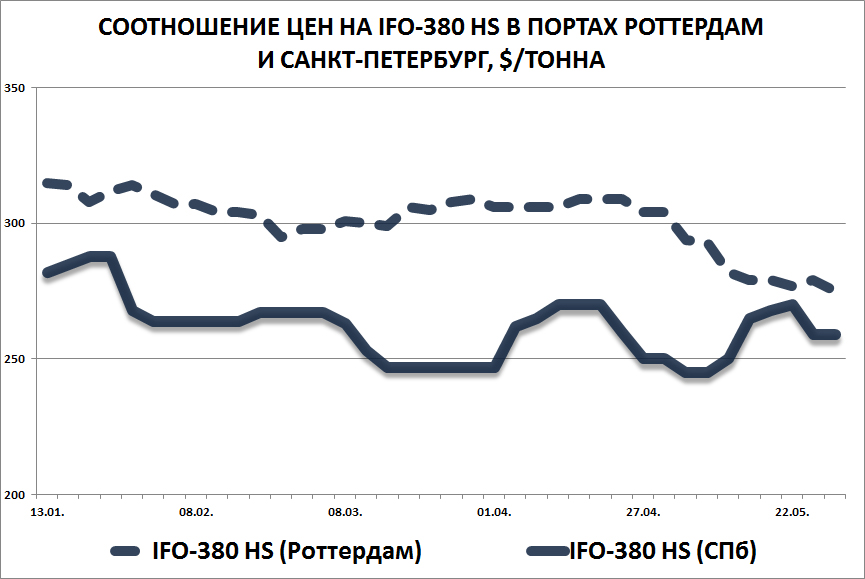 СООТНОШЕНИЕ ЦЕН НА IFO-380 HS В ПОРТАХ РОТТЕРДАМ
И САНКТ-ПЕТЕРБУРГ, $/ТОННА
350
300
250
200
13.01. 08.02. 08.03. 01.04. 27.04. 22.05.
IFO-380 HS (Роттердам) IFO-380 HS (СПб)